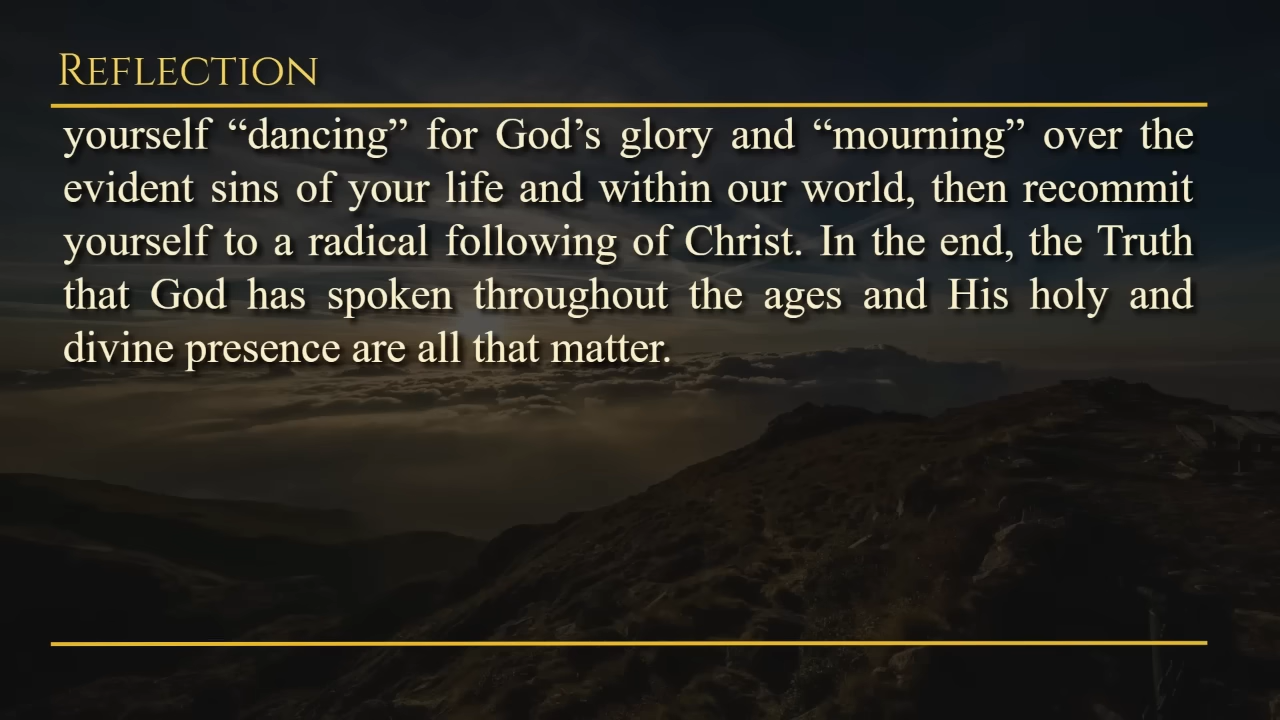 REFLECTION
yourself “dancing” for God’s glory and “mourning” over the
evident sins of your life and within our world, then recommit
yourself to a radical following of Christ. In the end, the Truth
that God has spoken throughout the ages and His holy and
divine presence are all that matter.